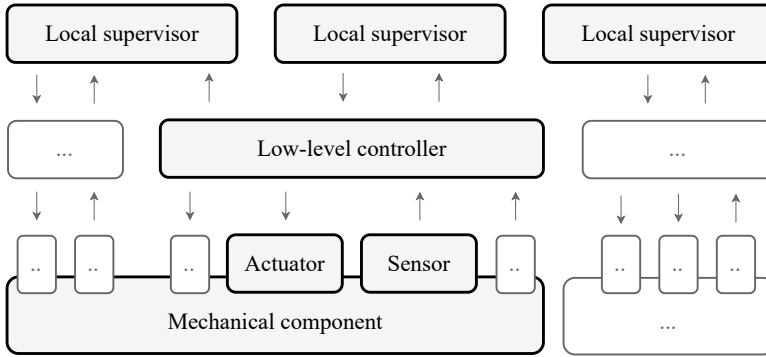 Local supervisor
Local supervisor
Local supervisor
...
Low-level controller
...
..
..
..
Actuator
Sensor
..
..
..
..
Mechanical component
...